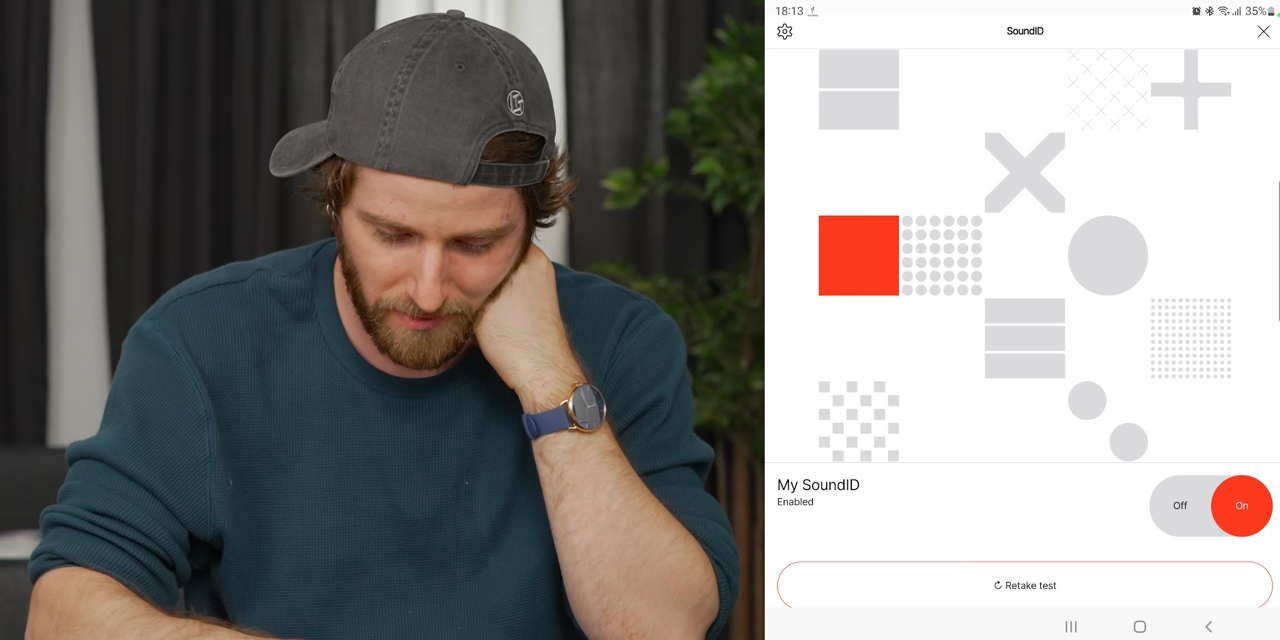 18:13
35%
SoundID
My SoundID
Enabled
Off
On
Retake test